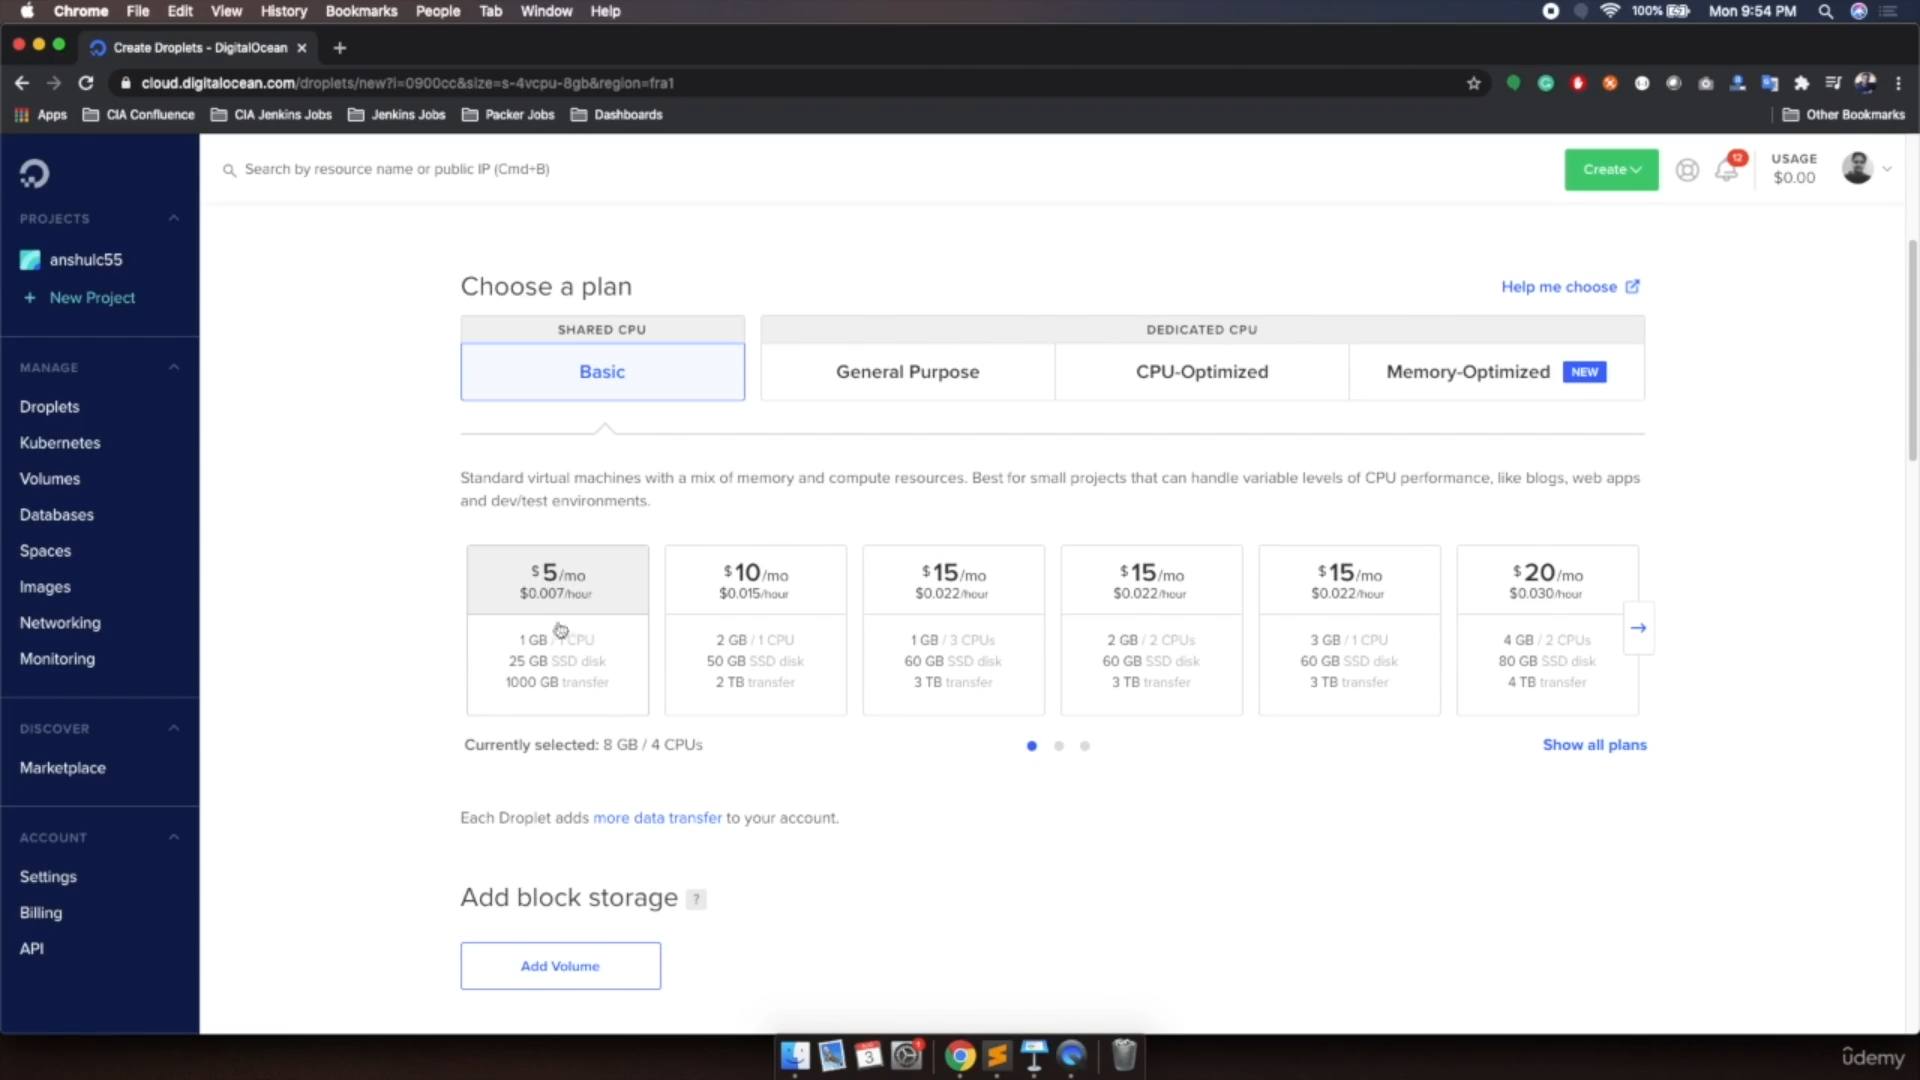 Chrome File Edit View History Bookmarks People Tab Window Help
100% Mon 9:54 PM
Create Droplets - DigitalOcean
cloud.digitalocean.com/droplets/new?i=0900cc&size=s-4vcpu-8gb&region=fra1
Apps CIA Confluence CIA Jenkins Jobs Jenkins Jobs Packer Jobs Dashboards Other Bookmarks
Search by resource name or public IP (Cmd+B)
Create
12
USAGE
$0.00
PROJECTS
anshulc55
+ New Project
MANAGE
Droplets
Kubernetes
Volumes
Databases
Spaces
Images
Networking
Monitoring
DISCOVER
Marketplace
ACCOUNT
Settings
Billing
API
Choose a plan
Help me choose
SHARED CPU
DEDICATED CPU
Basic
General Purpose
CPU-Optimized
Memory-Optimized NEW
Standard virtual machines with a mix of memory and compute resources. Best for small projects that can handle variable levels of CPU performance, like blogs, web apps
and dev/test environments.
$5/mo
$0.007/hour
1 GB / CPU
25 GB SSD disk
1000 GB transfer
$10/mo
$0.015/hour
2 GB / 1 CPU
50 GB SSD disk
2 TB transfer
$15/mo
$0.022/hour
1 GB / 3 CPUs
60 GB SSD disk
3 TB transfer
$15/mo
$0.022/hour
2 GB / 2 CPUs
60 GB SSD disk
3 TB transfer
$15/mo
$0.022/hour
3 GB / 1 CPU
60 GB SSD disk
3 TB transfer
$20/mo
$0.030/hour
4 GB / 2 CPUs
80 GB SSD disk
4 TB transfer
Currently selected: 8 GB / 4 CPUs
Show all plans
Each Droplet adds more data transfer to your account.
Add block storage ?
Add Volume
3
1
ûdemy